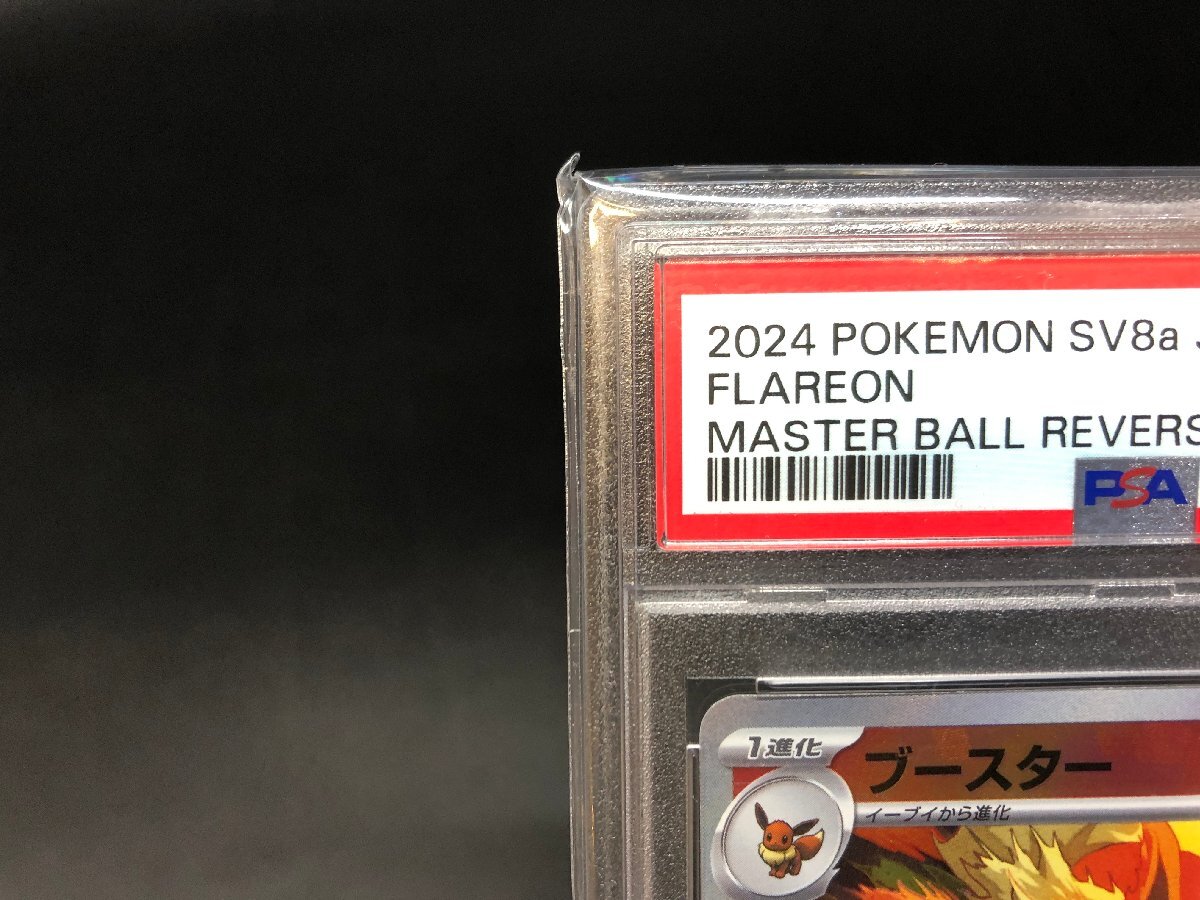 2024 POKEMON SV8a
FLAREON
MASTER BALL REVERS
PSA
1進化
ブースター
イーブイから進化